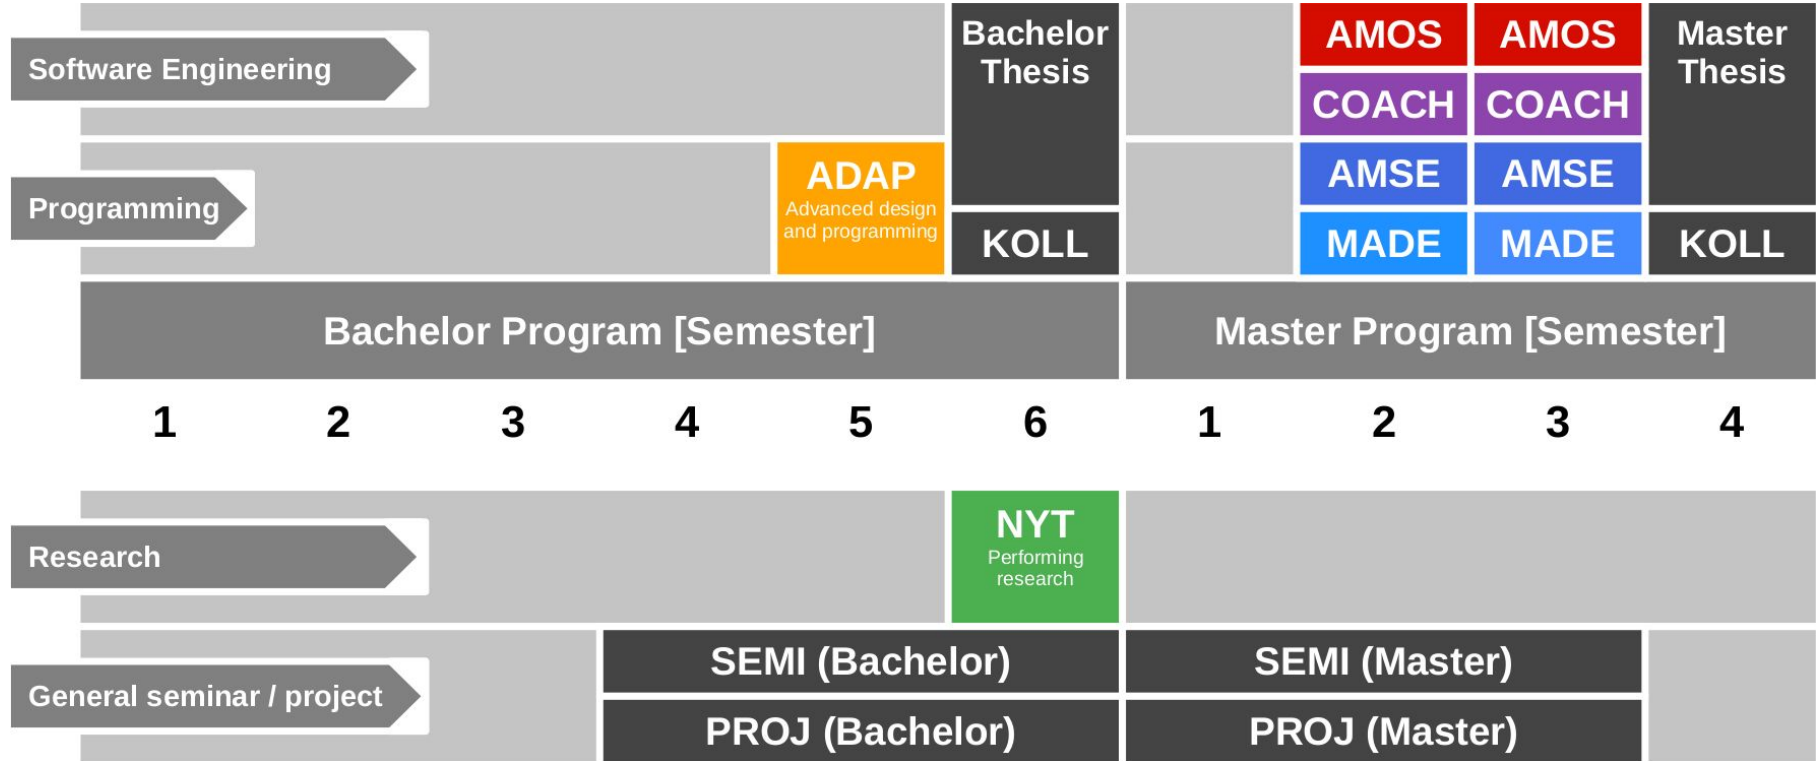 Bachelor
Thesis
AMOS
AMOS
Master
Thesis
Software Engineering
COACH
COACH
ADAP
Advanced design
and programming
AMSE
AMSE
Programming
KOLL
MADE
MADE
KOLL
Bachelor Program [Semester]
Master Program [Semester]
1 2 3 4 5 6 1 2 3 4
NYT
Performing
research
Research
SEMI (Bachelor)
SEMI (Master)
General seminar / project
PROJ (Bachelor)
PROJ (Master)